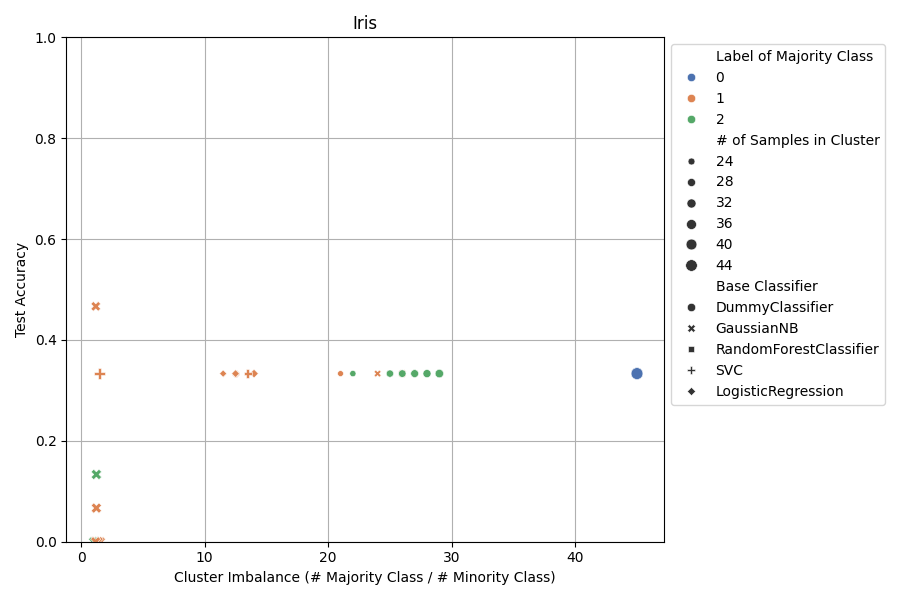 Iris
1.0
0.8
0.6
0.4
0.2
0.0
Test Accuracy
0
10
20
30
40
Cluster Imbalance (# Majority Class / # Minority Class)
Label of Majority Class
0
1
2
# of Samples in Cluster
24
28
32
36
40
44
Base Classifier
DummyClassifier
GaussianNB
RandomForestClassifier
SVC
LogisticRegression